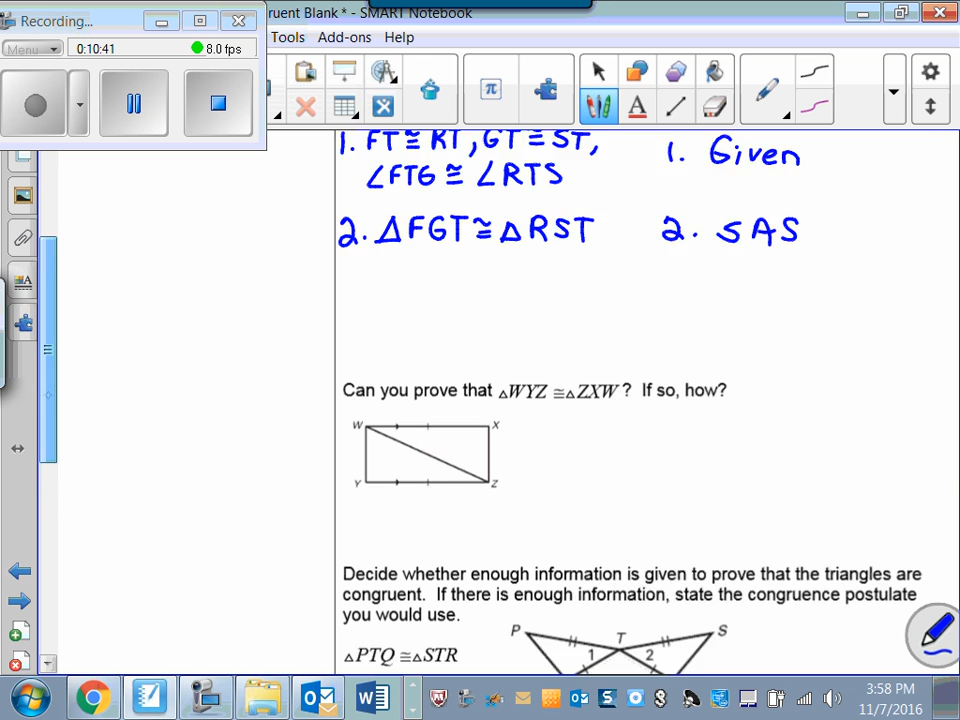 Recording...
ruent Blank * - SMART Notebook
Menu
0:10:41
8.0 fps
Tools Add-ons Help
1. FT ≅ RT, GT ≅ ST,
∠FTG ≅ ∠RTS
1. Given
2. △FGT ≅ △RST
2. SAS
Can you prove that △WYZ ≅ △ZXW? If so, how?
W
X
Y
Z
Decide whether enough information is given to prove that the triangles are
congruent. If there is enough information, state the congruence postulate
you would use.
P
T
S
1
2
△PTQ ≅ △STR
3:58 PM
11/7/2016